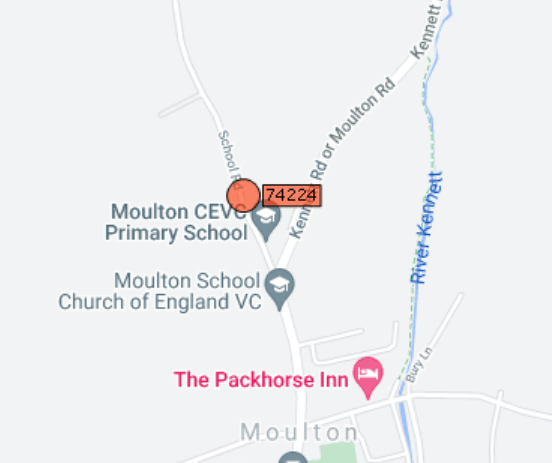 Kennett
School Rd
Kennett Rd or Moulton Rd
74224
Moulton CEVC
Primary School
River Kennett
Moulton School
Church of England VC
The Packhorse Inn
Bury Ln
Moulton